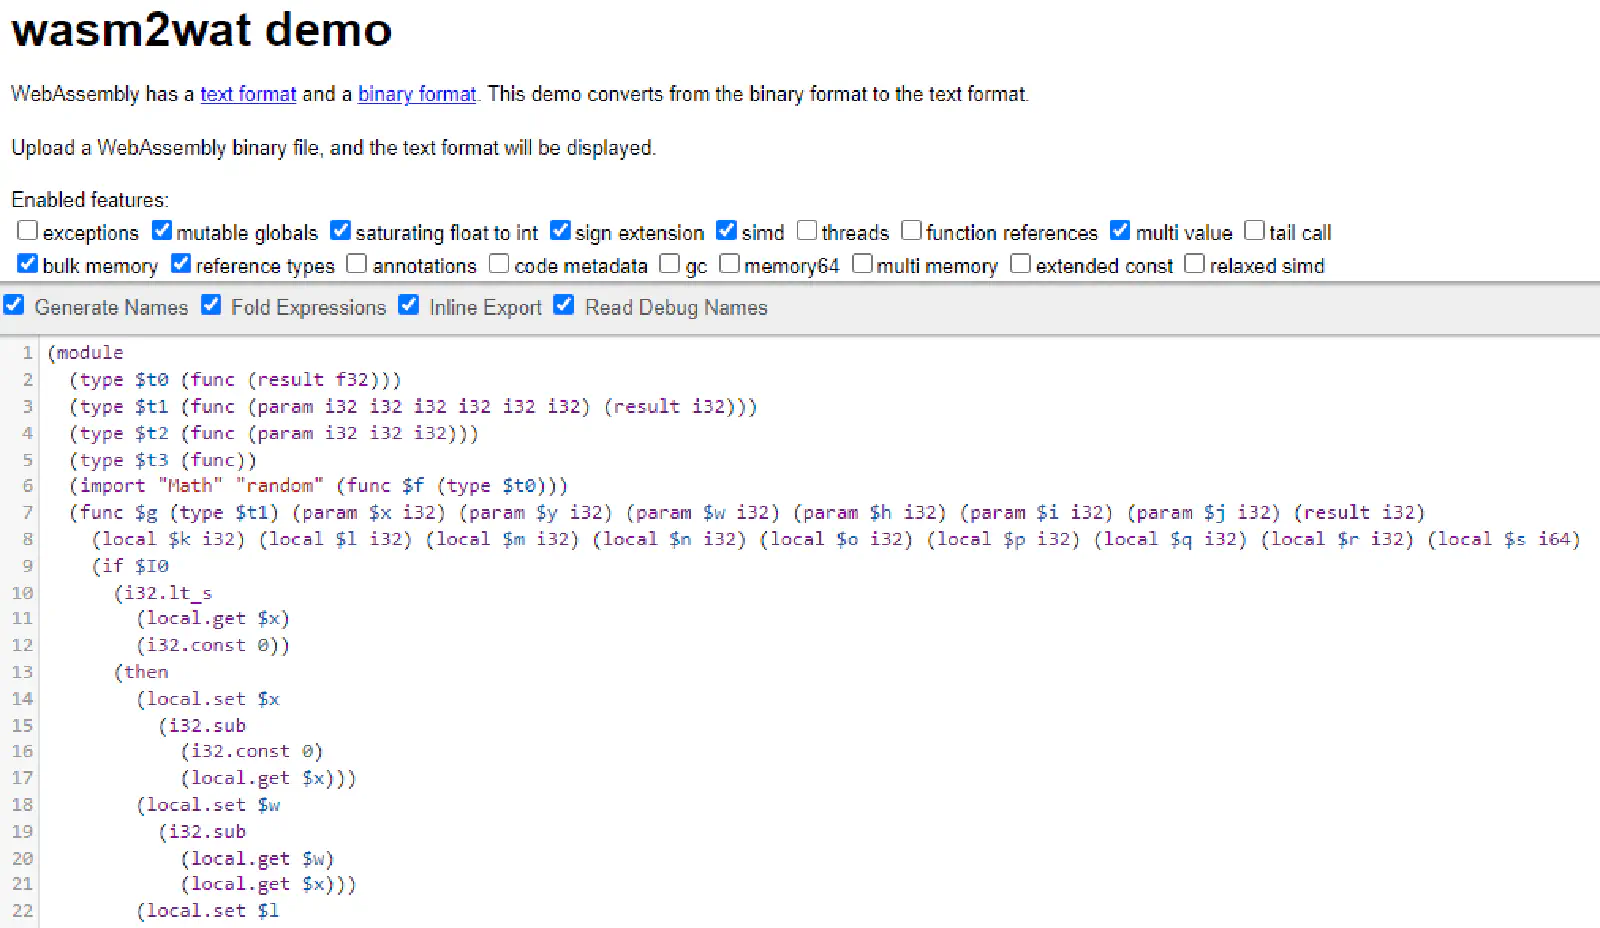 wasm2wat demo
WebAssembly has a text format and a binary format. This demo converts from the binary format to the text format.
Upload a WebAssembly binary file, and the text format will be displayed.
Enabled features:
exceptions mutable globals saturating float to int sign extension simd threads function references multi value tail call
bulk memory reference types annotations code metadata gc memory64 multi memory extended const relaxed simd
Generate Names Fold Expressions Inline Export Read Debug Names
1 (module
2 (type $t0 (func (result f32)))
3 (type $t1 (func (param i32 i32 i32 i32 i32 i32) (result i32)))
4 (type $t2 (func (param i32 i32 i32)))
5 (type $t3 (func))
6 (import "Math" "random" (func $f (type $t0)))
7 (func $g (type $t1) (param $x i32) (param $y i32) (param $w i32) (param $h i32) (param $i i32) (param $j i32) (result i32)
8 (local $k i32) (local $l i32) (local $m i32) (local $n i32) (local $o i32) (local $p i32) (local $q i32) (local $r i32) (local $s i64)
9 (if $I0
10 (i32.lt_s
11 (local.get $x)
12 (i32.const 0))
13 (then
14 (local.set $x
15 (i32.sub
16 (i32.const 0)
17 (local.get $x)))
18 (local.set $w
19 (i32.sub
20 (local.get $w)
21 (local.get $x)))
22 (local.set $l